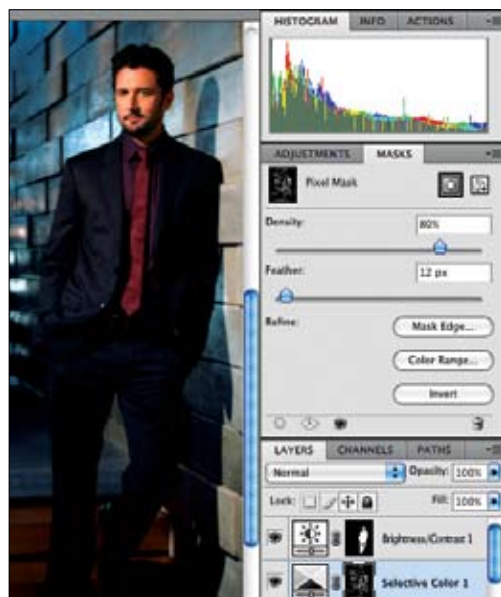 HISTOGRAM INFO ACTIONS
ADJUSTMENTS MASKS
Pixel Mask
Density: 80%
Feather: 12 px
Refine: Mask Edge...
Color Range...
Invert
LAYERS CHANNELS PATHS
Normal Opacity: 100%
Lock: Fill: 100%
Brightness/Contrast 1
Selective Color 1